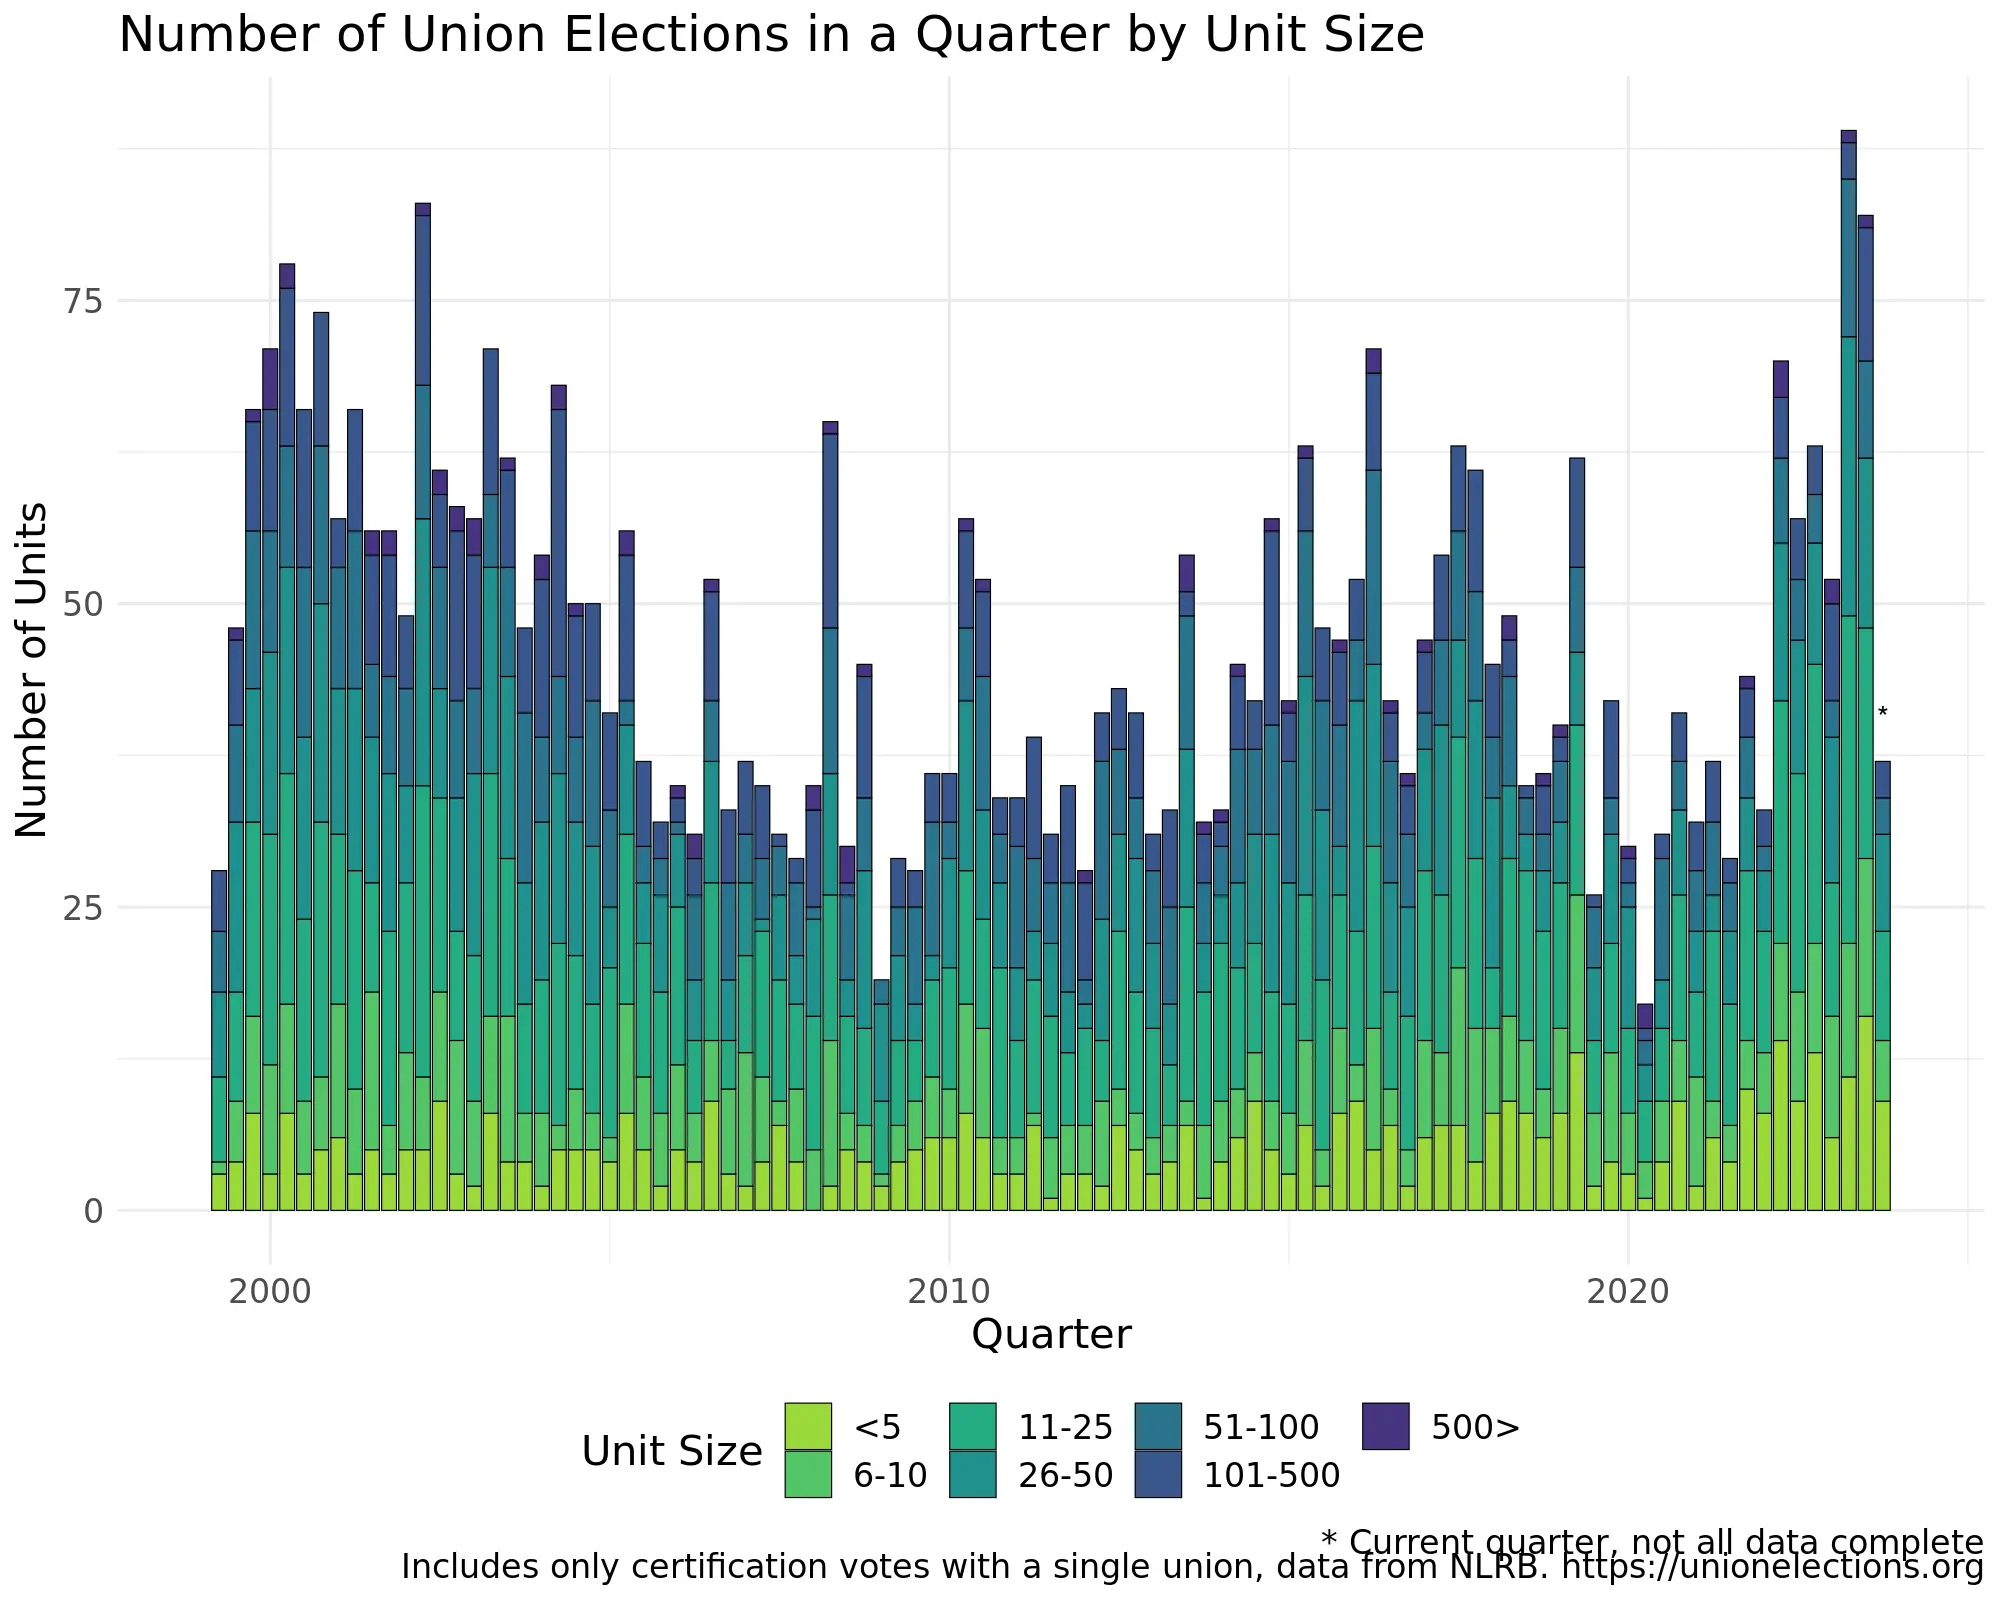 Number of Union Elections in a Quarter by Unit Size
Number of Units
75
50
25
0
*
2000 2010 2020
Quarter
Unit Size
<5 11-25 51-100 500>
6-10 26-50 101-500
* Current quarter, not all data complete
Includes only certification votes with a single union, data from NLRB. https://unionelections.org